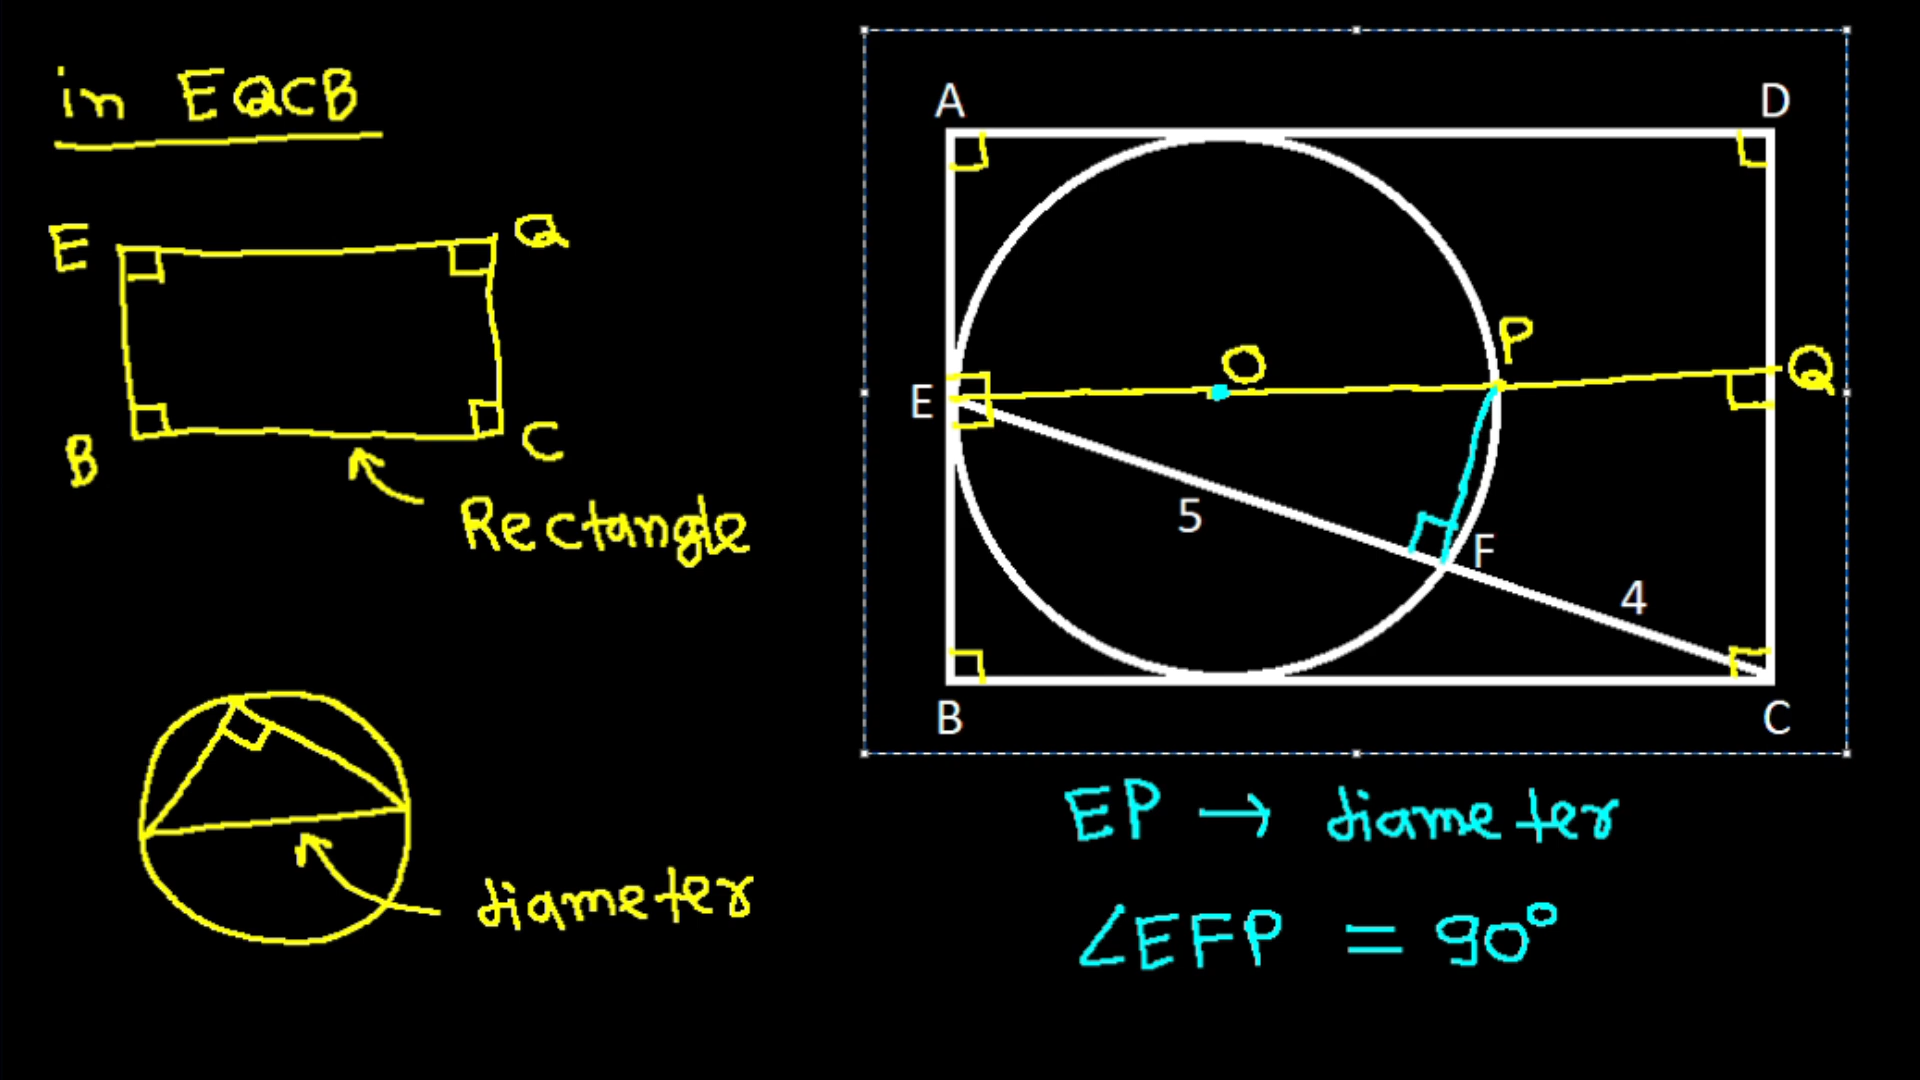 in EQCB
E Q
B C
Rectangle
diameter
A D
O P Q
E
5 F
4
B C
EP → diameter
∠EFP = 90°